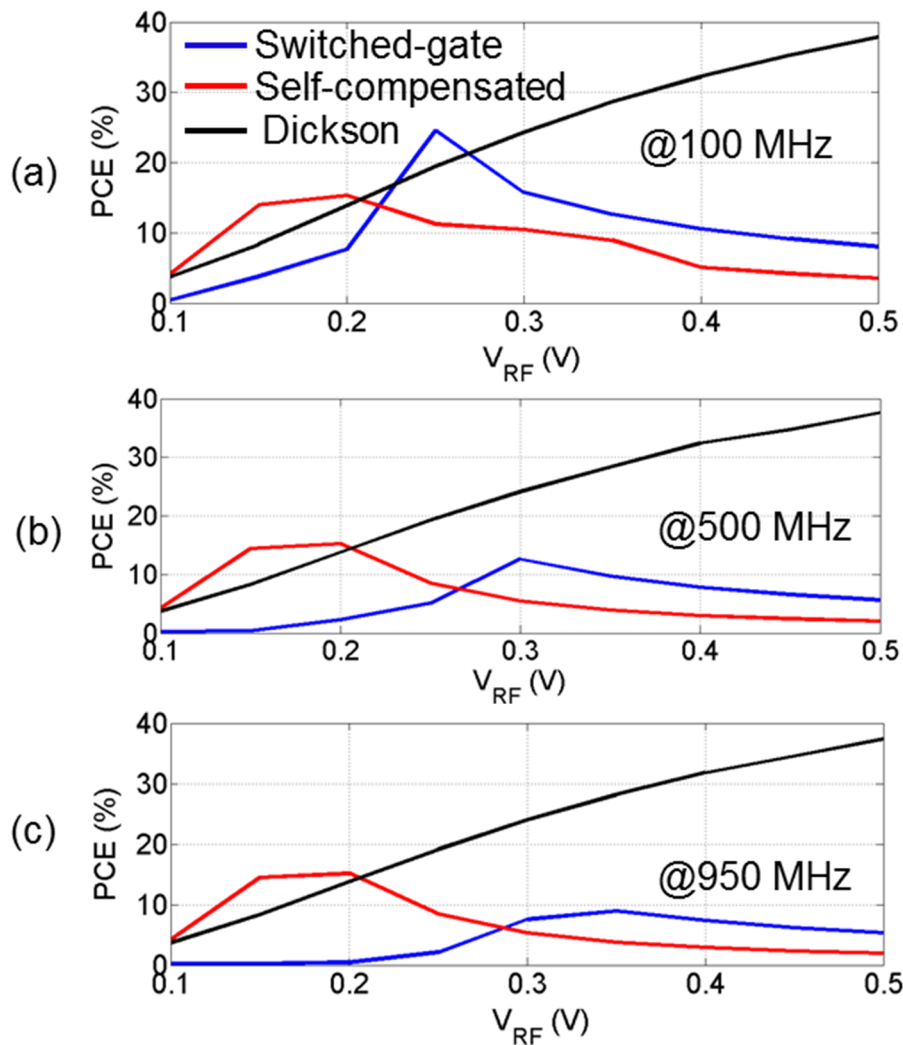 40
Switched-gate
Self-compensated
30
Dickson
@100 MHz
(a)
PCE (%)
20
10
0
0.1 0.2 0.3 0.4 0.5
V_RF (V)
40
30
(b)
PCE (%)
20
@500 MHz
10
0
0.1 0.2 0.3 0.4 0.5
V_RF (V)
40
30
(c)
PCE (%)
20
@950 MHz
10
0
0.1 0.2 0.3 0.4 0.5
V_RF (V)